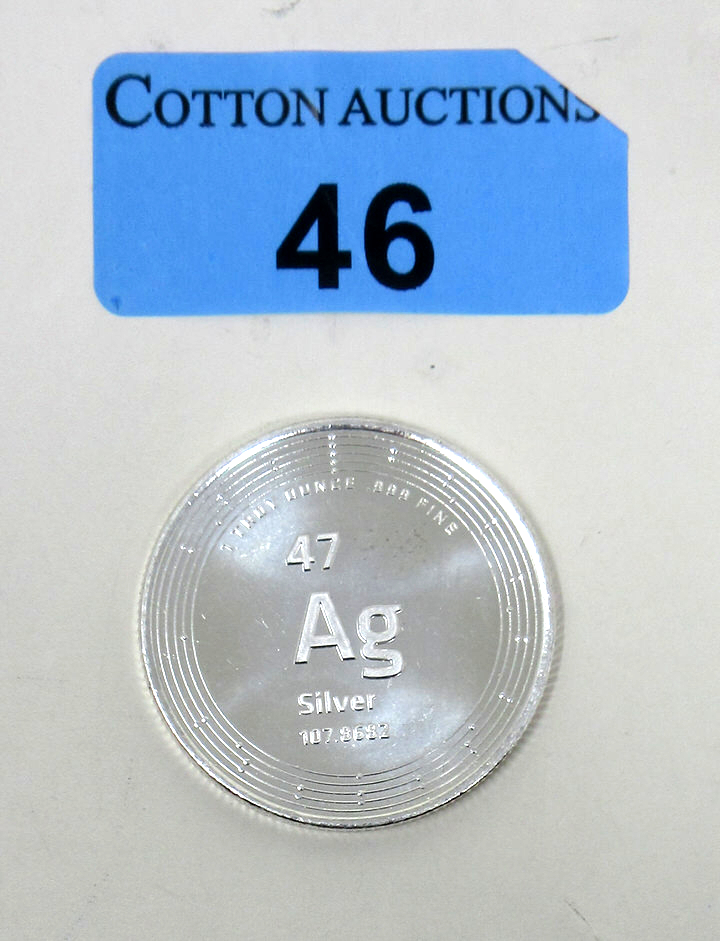 COTTON AUCTIONS
46
1 TROY OUNCE .999 FINE
47
Ag
Silver
107.8682